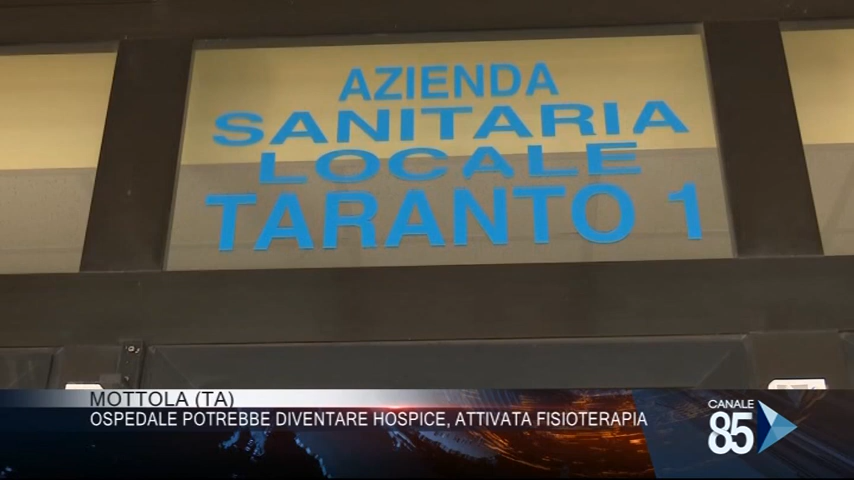 AZIENDA
SANITARIA
LOCALE
TARANTO 1
MOTTOLA (TA)
OSPEDALE POTREBBE DIVENTARE HOSPICE, ATTIVATA FISIOTERAPIA
CANALE
85